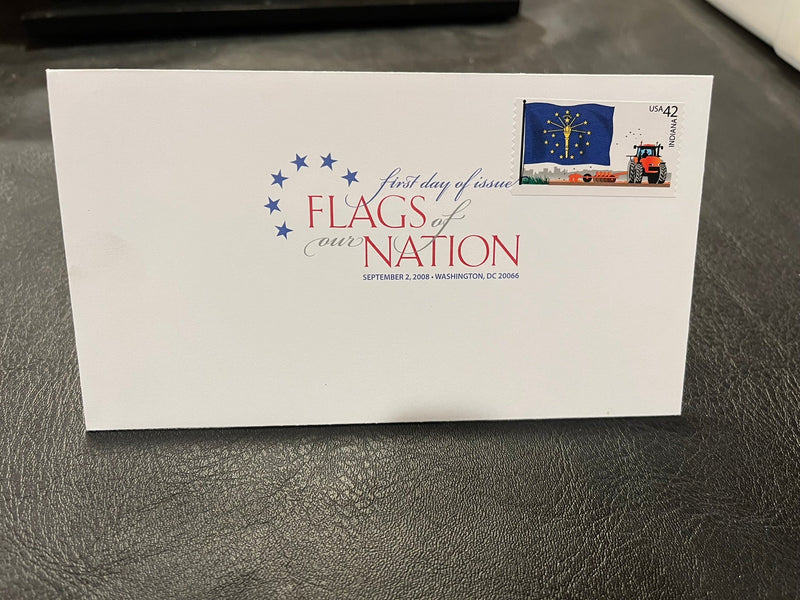 USA 42
INDIANA
first day of issue
FLAGS of
our NATION
SEPTEMBER 2, 2008 • WASHINGTON, DC 20066